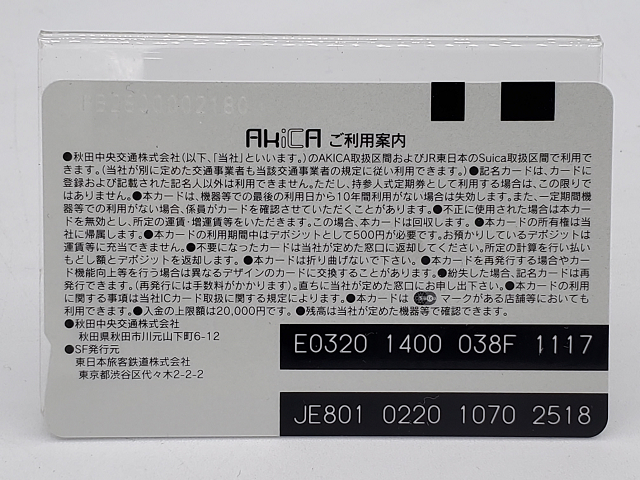 AkiCA ご利用案内
●秋田中央交通株式会社(以下、「当社」といいます。)のAKICA取扱区間およびJR東日本のSuica取扱区間で利用で
きます。(当社が別に定めた交通事業者も当該交通事業者の規定に従い利用できます。) ●記名カードは、カードに
登録および記載された記名人以外は利用できません。ただし、持参人式定期券として利用する場合は、この限りで
はありません。●本カードは、機器等での最後の利用日から10年間利用がない場合は失効します。また、一定期間機
器等での利用がない場合、係員がカードを確認させていただくことがあります。●不正に使用された場合は本カー
ドを無効とし、所定の運賃・増運賃等をいただきます。この場合、本カードは回収します。●本カードの所有権は当
社に帰属します。●本カードの利用期間中はデポジットとして500円が必要です。お預かりしているデポジットは
運賃等に充当できません。●不要になったカードは当社が定めた窓口に返却してください。所定の計算を行い払い
もどし額とデポジットを返却します。●本カードは折り曲げないで下さい。●カードを再発行する場合やカー
ド機能向上等を行う場合は異なるデザインのカードに交換することがあります。●紛失した場合、記名カードは再
発行できます。(再発行には手数料がかかります)。直ちに当社が定めた窓口にお申し出下さい。●本カードの利用
に関する事項は当社ICカード取扱に関する規定によります。●本カードは マークがある店舗等においても
利用できます。●入金の上限額は20,000円です。●残高は当社が定めた機器等で確認できます。
●秋田中央交通株式会社
秋田県秋田市川元山下町6-12
●SF発行元
東日本旅客鉄道株式会社
東京都渋谷区代々木2-2-2
E0320 1400 038F 1117
JE801 0220 1070 2518